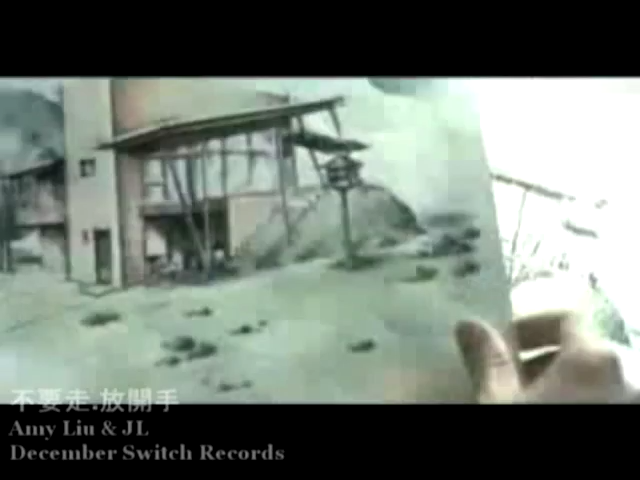 不要走.放開手
Amy Liu & JL
December Switch Records